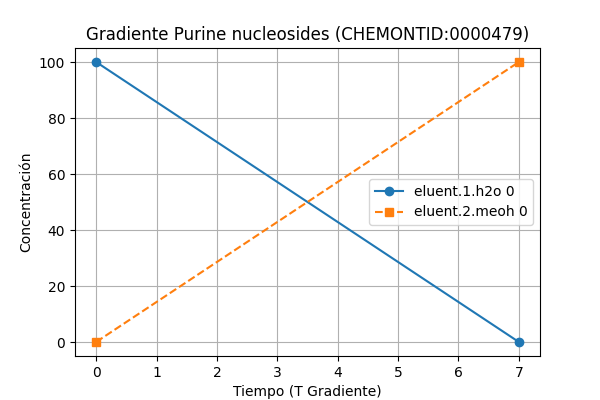 Gradiente Purine nucleosides (CHEMONTID:0000479)
Concentración
100
80
60
40
20
0
eluent.1.h2o 0
eluent.2.meoh 0
0 1 2 3 4 5 6 7
Tiempo (T Gradiente)